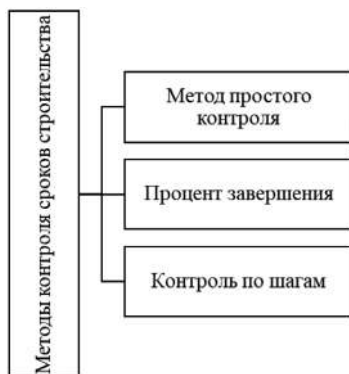 Методы контроля сроков строительства
Метод простого
контроля
Процент завершения
Контроль по шагам